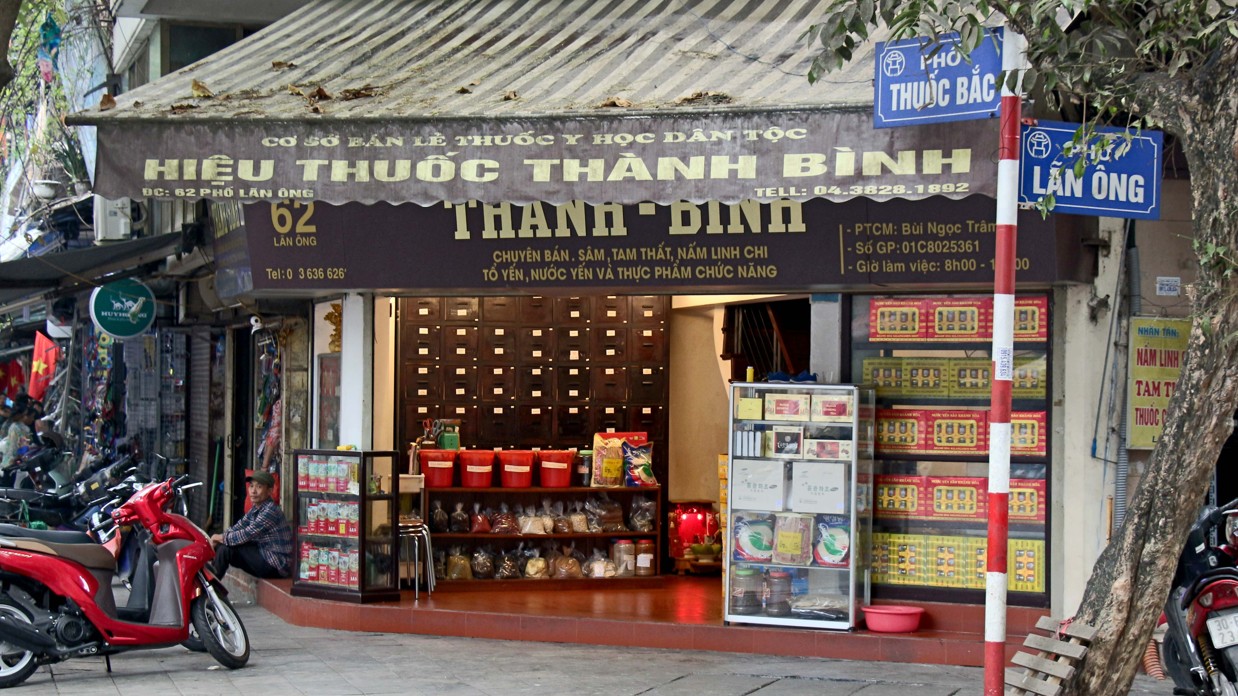 PHỐ
THUỐC BẮC
PHỐ
LÃN ÔNG
CƠ SỞ BÁN LẺ THUỐC Y HỌC DÂN TỘC
HIỆU THUỐC THÀNH BÌNH
ĐC: 62 PHỐ LÃN ÔNG
TELL: 04.3828.1892
62
LÃN ÔNG
THANH - BÌNH
CHUYÊN BÁN. SÂM, TAM THẤT, NẤM LINH CHI
TỔ YẾN, NƯỚC YẾN VÀ THỰC PHẨM CHỨC NĂNG
Tel: 0 3 636 626
- PTCM: Bùi Ngọc Trâm
- Số GP: 01C8025361
- Giờ làm việc: 8h00 -
NHÂN
NẤM LINH
TAM
THUỐC